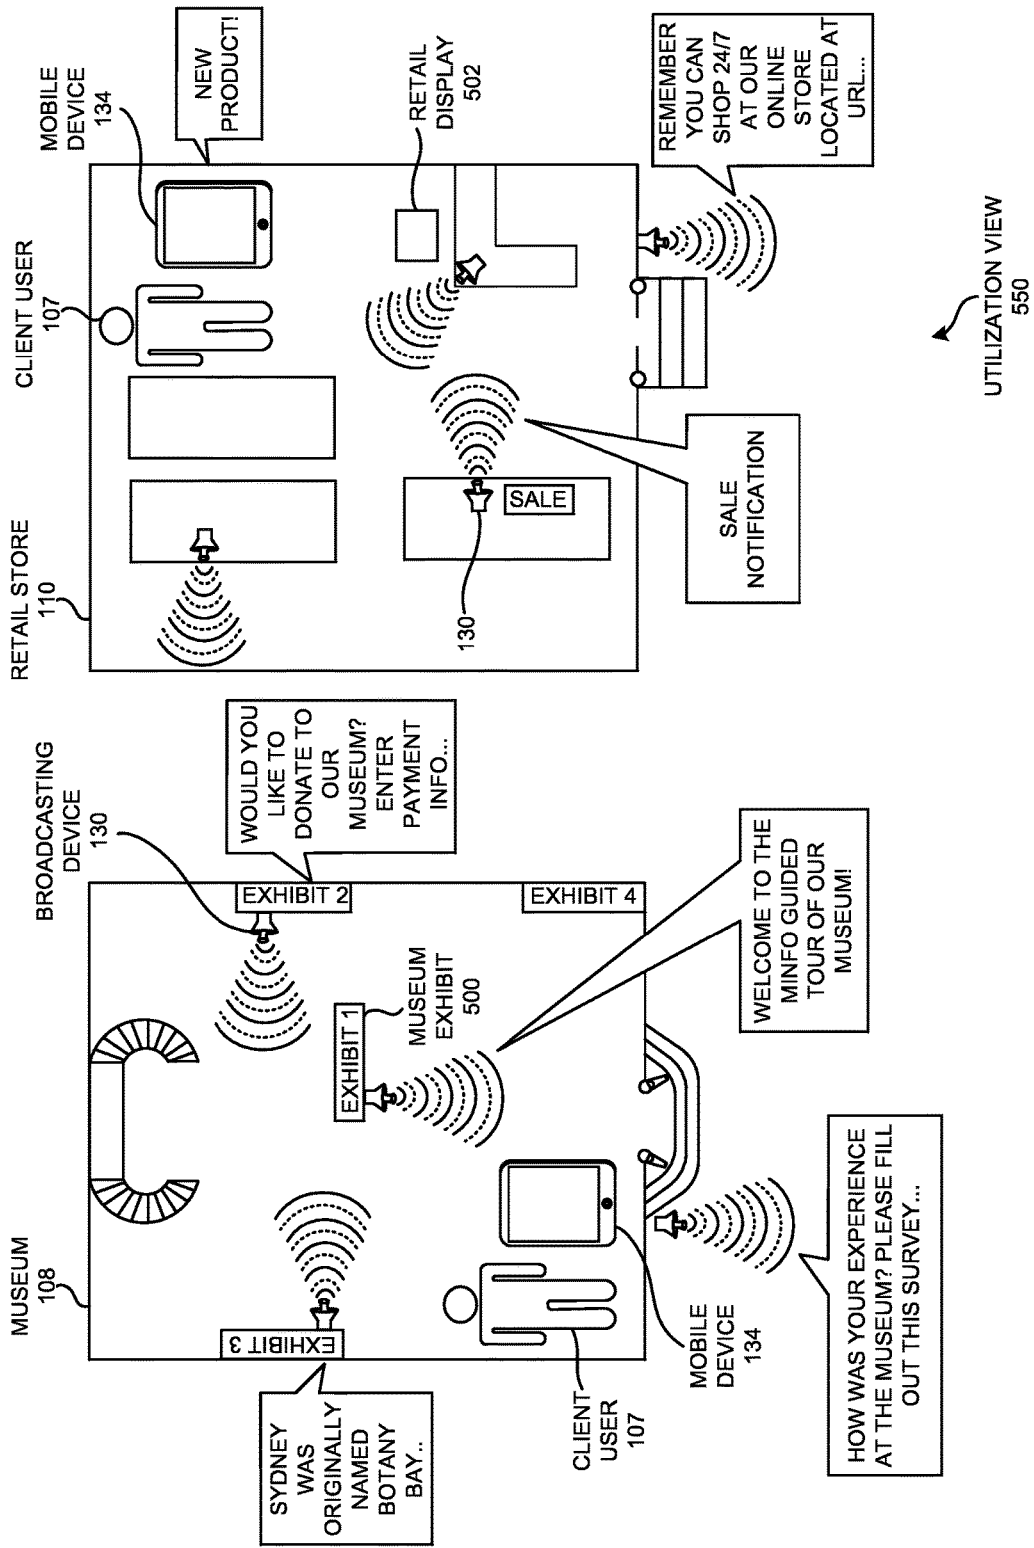 MUSEUM
108
BROADCASTING
DEVICE
130
SYDNEY
WAS
ORIGINALLY
NAMED
BOTANY
BAY..
EXHIBIT 3
EXHIBIT 2
WOULD YOU
LIKE TO
DONATE TO
OUR
MUSEUM?
ENTER
PAYMENT
INFO...
EXHIBIT 1
MUSEUM
EXHIBIT
500
EXHIBIT 4
CLIENT
USER
107
MOBILE
DEVICE
134
WELCOME TO THE
MINFO GUIDED
TOUR OF OUR
MUSEUM!
HOW WAS YOUR EXPERIENCE
AT THE MUSEUM? PLEASE FILL
OUT THIS SURVEY...
RETAIL STORE
110
CLIENT USER
107
MOBILE
DEVICE
134
NEW
PRODUCT!
RETAIL
DISPLAY
502
SALE
130
SALE
NOTIFICATION
REMEMBER
YOU CAN
SHOP 24/7
AT OUR
ONLINE
STORE
LOCATED AT
URL...
UTILIZATION VIEW
550